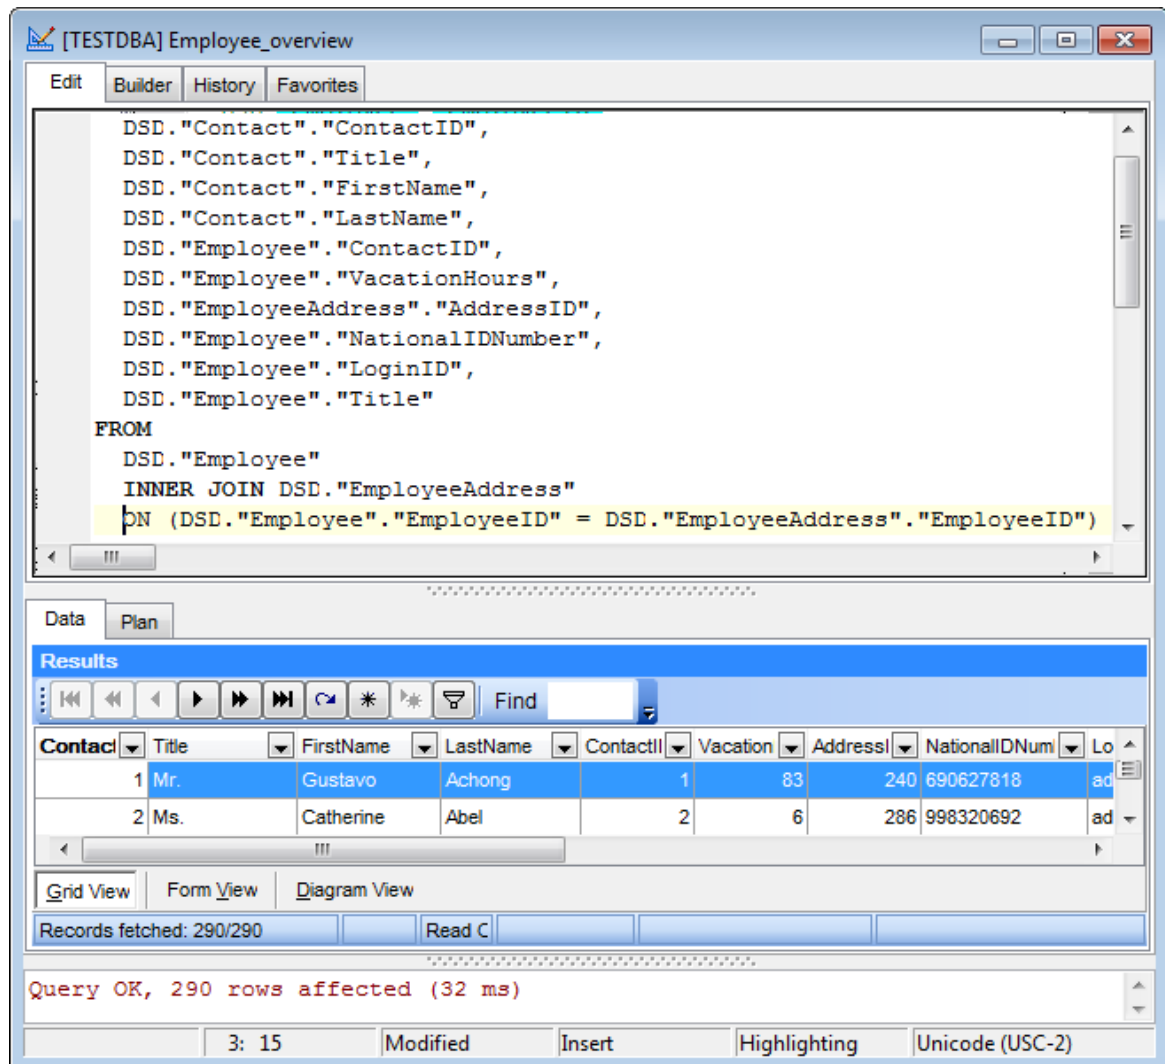 [TESTDBA] Employee_overview
Edit Builder History Favorites
DSD."Contact"."ContactID",
DSD."Contact"."Title",
DSD."Contact"."FirstName",
DSD."Contact"."LastName",
DSD."Employee"."ContactID",
DSD."Employee"."VacationHours",
DSD."EmployeeAddress"."AddressID",
DSD."Employee"."NationalIDNumber",
DSD."Employee"."LoginID",
DSD."Employee"."Title"
FROM
DSD."Employee"
INNER JOIN DSD."EmployeeAddress"
ON (DSD."Employee"."EmployeeID" = DSD."EmployeeAddress"."EmployeeID")
Data Plan
Results
Find
Contact Title FirstName LastName ContactI Vacation AddressI NationalIDNum Lo
1 Mr. Gustavo Achong 1 83 240 690627818 ad
2 Ms. Catherine Abel 2 6 286 998320692 ad
Grid View Form View Diagram View
Records fetched: 290/290 Read C
Query OK, 290 rows affected (32 ms)
3: 15 Modified Insert Highlighting Unicode (USC-2)